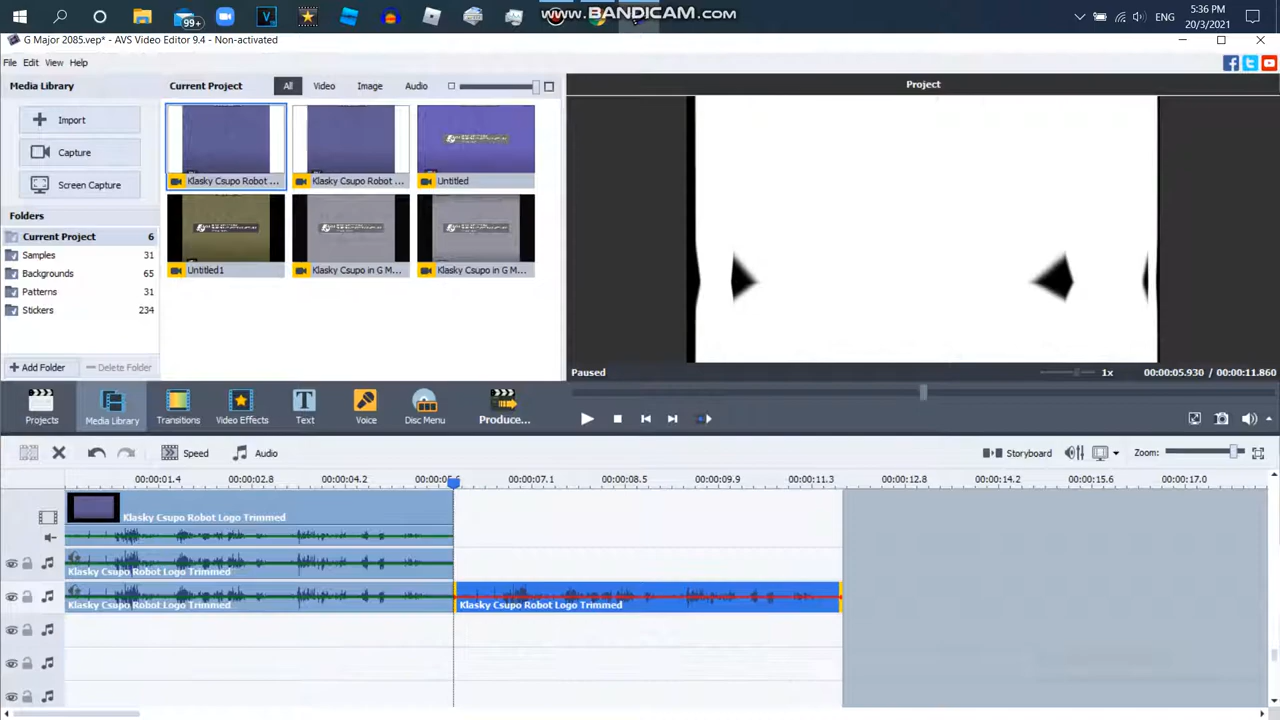 www.BANDICAM.com
99+
ENG
5:36 PM
20/3/2021
G Major 2085.vep* - AVS Video Editor 9.4 - Non-activated
File Edit View Help
Media Library
Import
Capture
Screen Capture
Folders
Current Project 6
Samples 31
Backgrounds 65
Patterns 31
Stickers 234
Add Folder
Delete Folder
Current Project
All
Video
Image
Audio
Klasky Csupo Robot ...
Klasky Csupo Robot ...
Untitled
Untitled1
Klasky Csupo in G M...
Klasky Csupo in G M...
Project
Paused
1x
00:00:05.930 / 00:00:11.860
Projects
Media Library
Transitions
Video Effects
Text
Voice
Disc Menu
Produce...
Speed
Audio
Storyboard
Zoom:
00:00:01.4 00:00:02.8 00:00:04.2 00:00:07.1 00:00:08.5 00:00:09.9 00:00:11.3 00:00:12.8 00:00:14.2 00:00:15.6 00:00:17.0
Klasky Csupo Robot Logo Trimmed
Klasky Csupo Robot Logo Trimmed
Klasky Csupo Robot Logo Trimmed
Klasky Csupo Robot Logo Trimmed